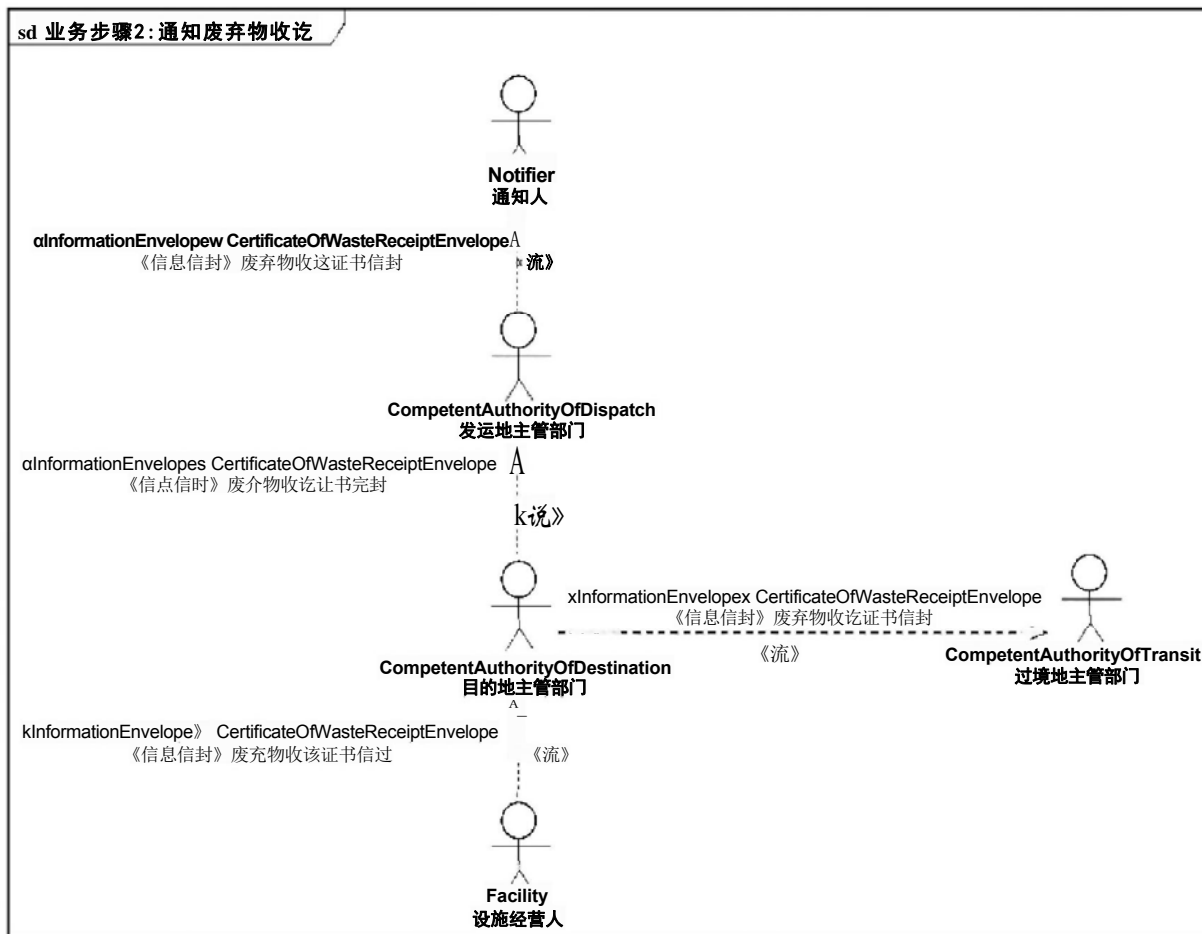 sd 业务步骤2:通知废弃物收讫
Notifier
通知人
αInformationEnvelopew CertificateOfWasteReceiptEnvelope A
《信息信封》废弃物收这证书信封
流》
CompetentAuthorityOfDispatch
发运地主管部门
αInformationEnvelopes CertificateOfWasteReceiptEnvelope A
《信点信时》废介物收讫让书完封
k说》
xInformationEnvelopex CertificateOfWasteReceiptEnvelope
《信息信封》废弃物收讫证书信封
《流》
CompetentAuthorityOfDestination
目的地主管部门
CompetentAuthorityOfTransit
过境地主管部门
A
kInformationEnvelope》 CertificateOfWasteReceiptEnvelope
《信息信封》废充物收该证书信过
《流》
Facility
设施经营人